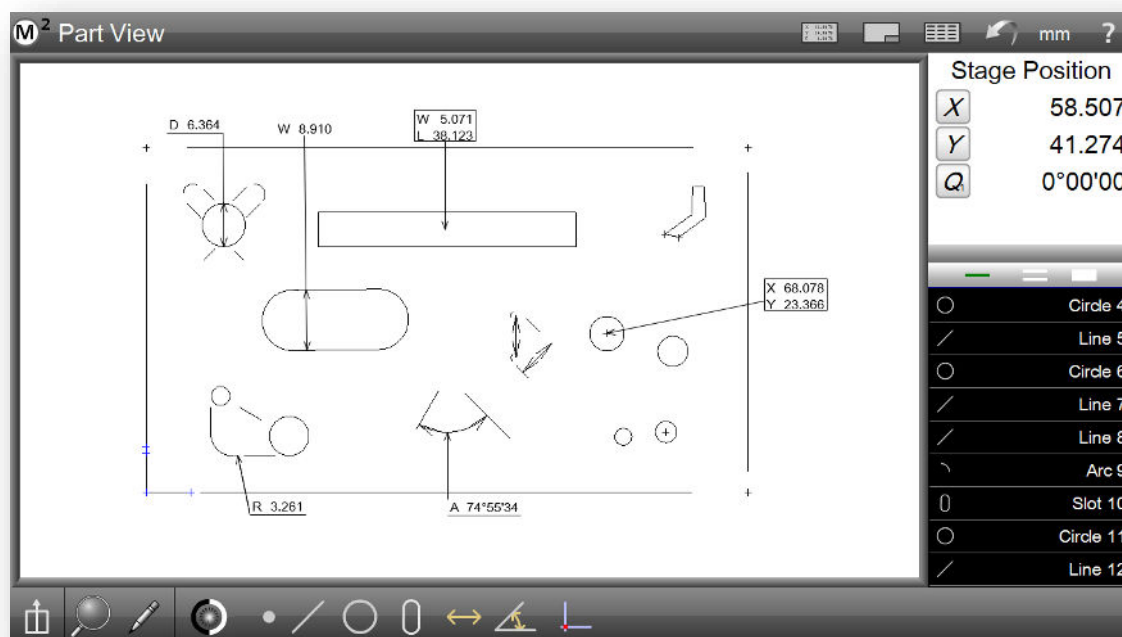 M² Part View
mm ?
Stage Position
X 58.507
Y 41.274
Q 0°00'00
D 6.364
W 8.910
W 5.071
L 38.123
X 68.078
Y 23.366
R 3.261
A 74°55'34
Circle 4
Line 5
Circle 6
Line 7
Line 8
Arc 9
Slot 10
Circle 11
Line 12